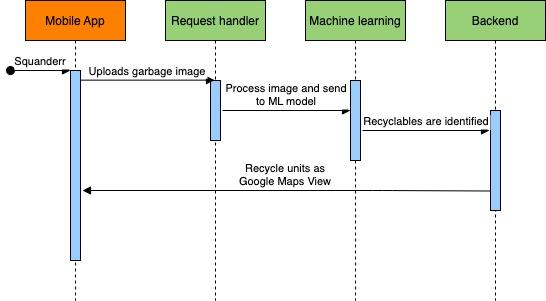 Mobile App
Request handler
Machine learning
Backend
Squanderr
Uploads garbage image
Process image and send
to ML model
Recyclables are identified
Recycle units as
Google Maps View